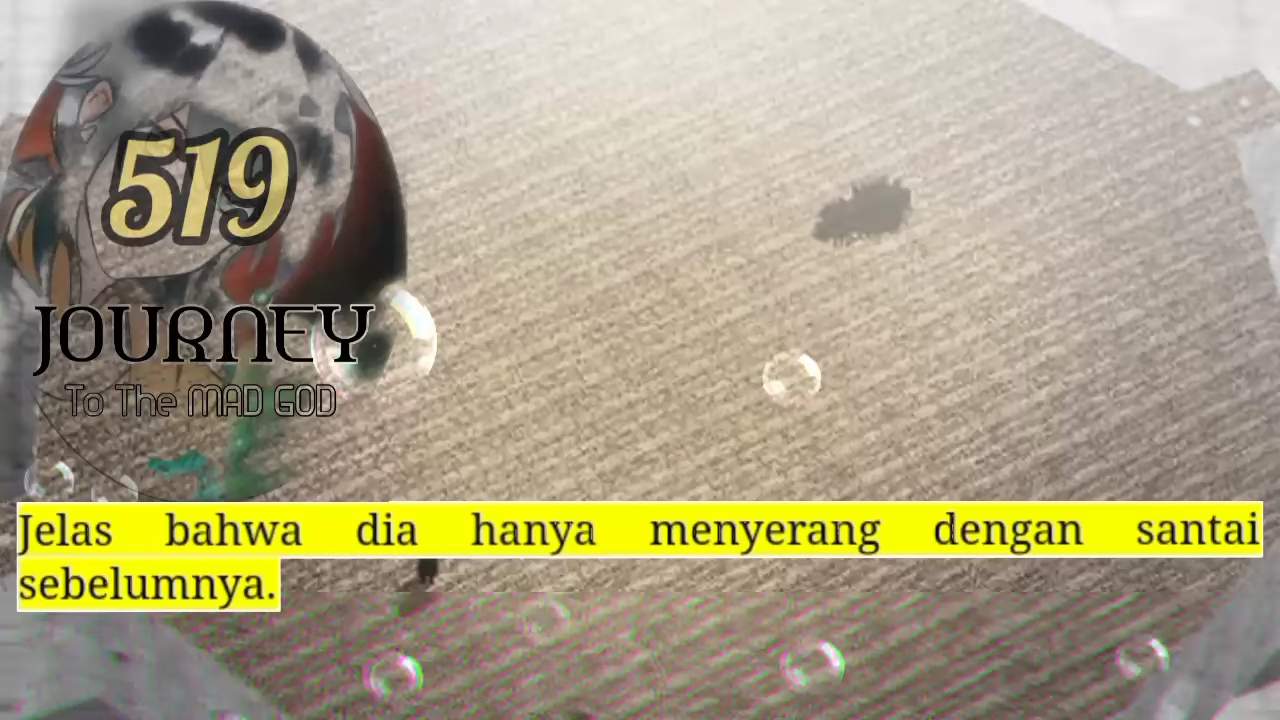 519
JOURNEY
To The MAD GOD
Jelas bahwa dia hanya menyerang dengan santai
sebelumnya.